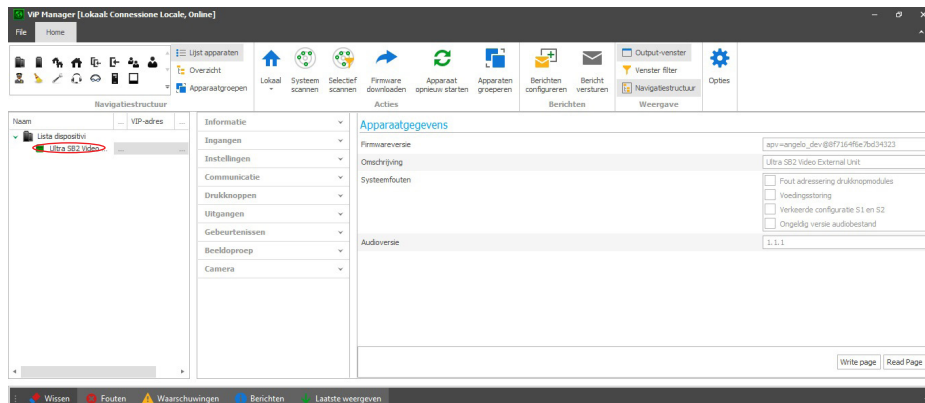 ViP Manager [Lokaal: Connessione Locale, Online]
File Home
Lijst apparaten
Overzicht
Apparaatgroepen
Navigatiestructuur
Lokaal
Systeem scannen
Selectief scannen
Firmware downloaden
Apparaat opnieuw starten
Apparaten groeperen
Acties
Berichten configureren
Bericht versturen
Berichten
Output-venster
Venster filter
Navigatiestructuur
Weergave
Opties
Naam ... VIP-adres ...
Lista dispositivi
Ultra SB2 Video ... ... ...
Informatie
Ingangen
Instellingen
Communicatie
Drukknoppen
Uitgangen
Gebeurtenissen
Beeldoproep
Camera
Apparaatgegevens
Firmwareversie apv=angelo_dev@8f7164f6e7bd34323
Omschrijving Ultra SB2 Video External Unit
Systeemfouten
Fout adressering drukknopmodules
Voedingsstoring
Verkeerde configuratie S1 en S2
Ongeldig versie audiobestand
Audioversie 1.1.1
Write page Read Page
Wissen Fouten Waarschuwingen Berichten Laatste weergeven